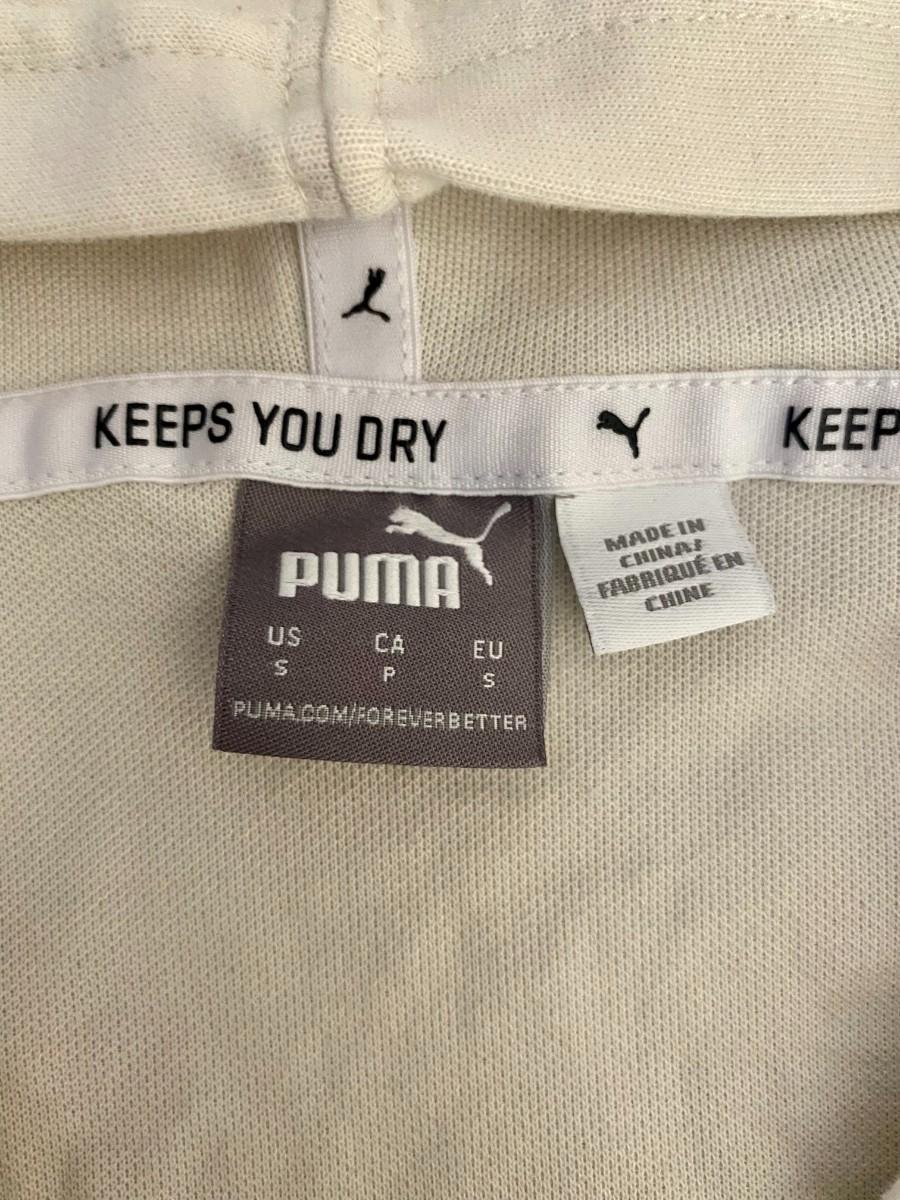 KEEPS YOU DRY
KEEP
PUMA
US CA EU
S P S
PUMA.COM/FOREVERBETTER
MADE IN
CHINA/
FABRIQUÉ EN
CHINE